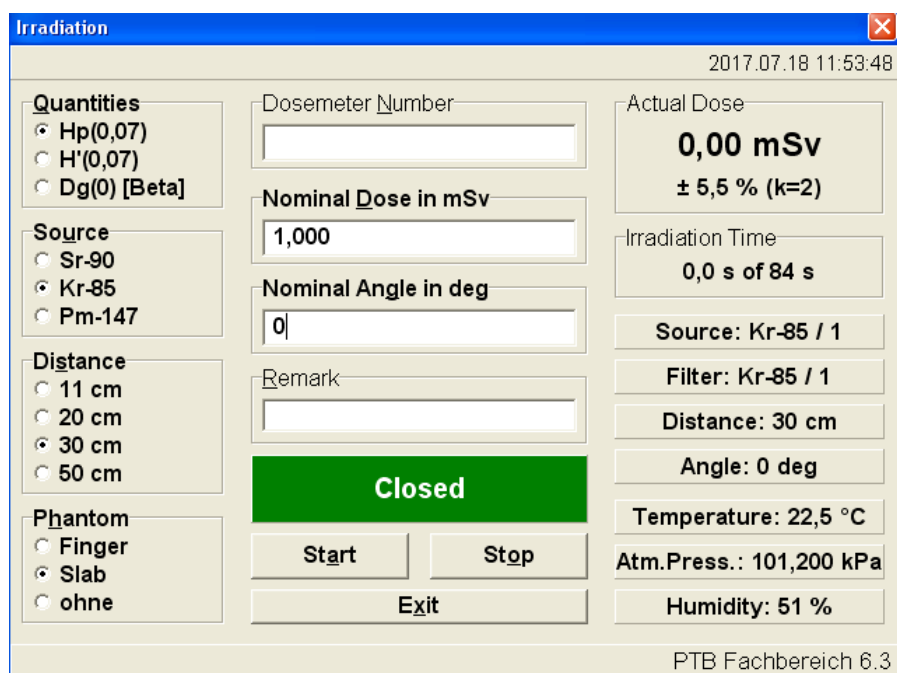 Irradiation
2017.07.18 11:53:48
Quantities
Hp(0,07)
H'(0,07)
Dg(0) [Beta]
Source
Sr-90
Kr-85
Pm-147
Distance
11 cm
20 cm
30 cm
50 cm
Phantom
Finger
Slab
ohne
Dosemeter Number
Nominal Dose in mSv
1,000
Nominal Angle in deg
0
Remark
Closed
Start
Stop
Exit
Actual Dose
0,00 mSv
± 5,5 % (k=2)
Irradiation Time
0,0 s of 84 s
Source: Kr-85 / 1
Filter: Kr-85 / 1
Distance: 30 cm
Angle: 0 deg
Temperature: 22,5 °C
Atm.Press.: 101,200 kPa
Humidity: 51 %
PTB Fachbereich 6.3